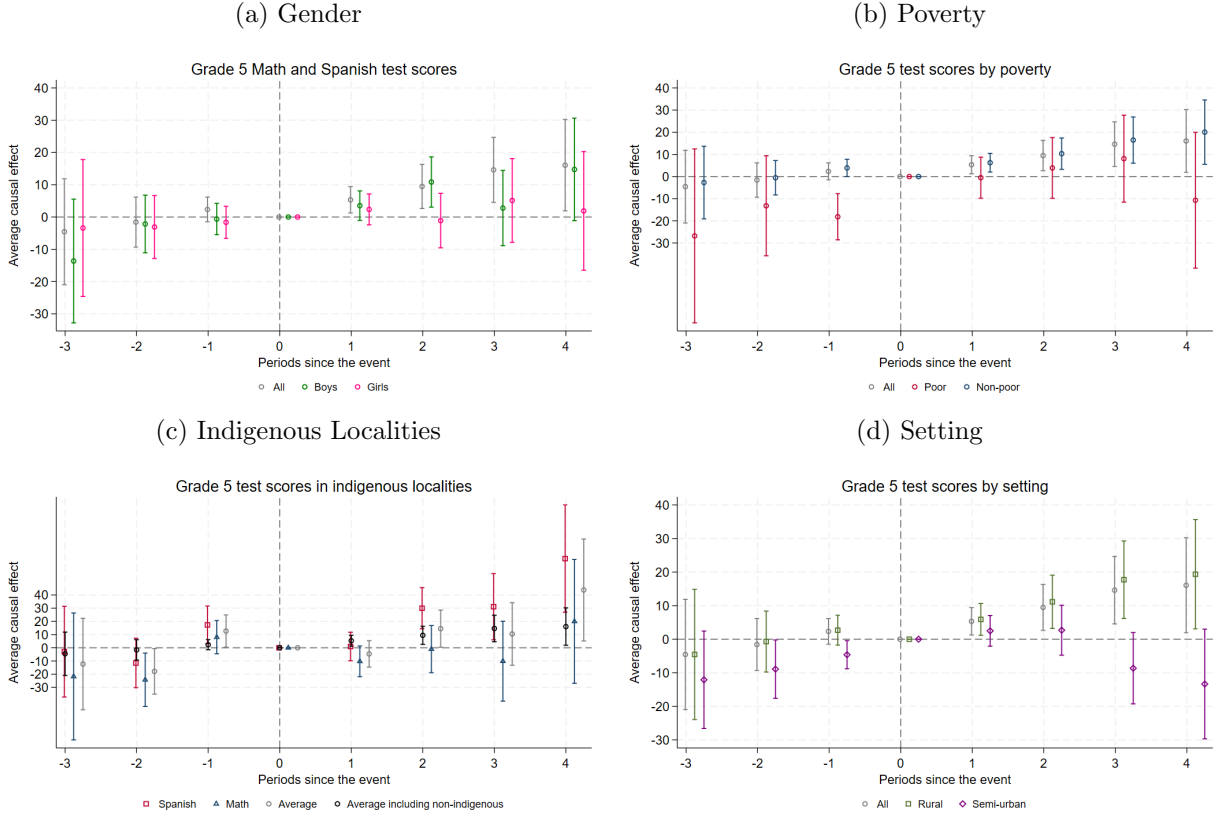 (a) Gender
Grade 5 Math and Spanish test scores
Average causal effect
40
30
20
10
0
-10
-20
-30
-3 -2 -1 0 1 2 3 4
Periods since the event
All Boys Girls
(b) Poverty
Grade 5 test scores by poverty
Average causal effect
40
30
20
10
0
-10
-20
-30
-3 -2 -1 0 1 2 3 4
Periods since the event
All Poor Non-poor
(c) Indigenous Localities
Grade 5 test scores in indigenous localities
Average causal effect
40
30
20
10
0
-10
-20
-30
-3 -2 -1 0 1 2 3 4
Periods since the event
Spanish Math Average Average including non-indigenous
(d) Setting
Grade 5 test scores by setting
Average causal effect
40
30
20
10
0
-10
-20
-30
-3 -2 -1 0 1 2 3 4
Periods since the event
All Rural Semi-urban